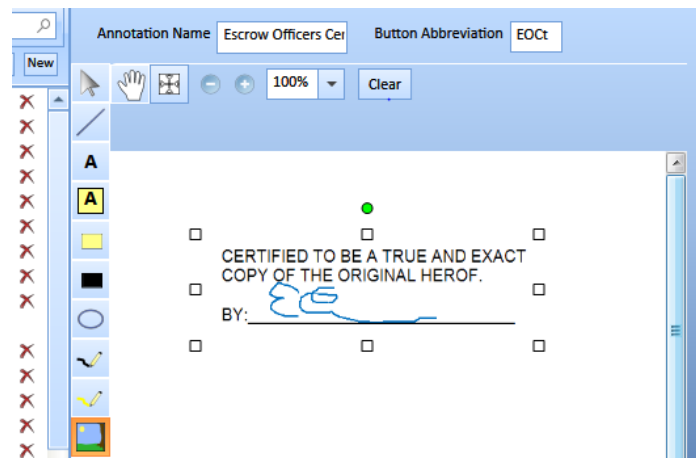 Annotation Name Escrow Officers Cer Button Abbreviation EOCt
New
100% Clear
A
A
CERTIFIED TO BE A TRUE AND EXACT
COPY OF THE ORIGINAL HEROF.
BY: